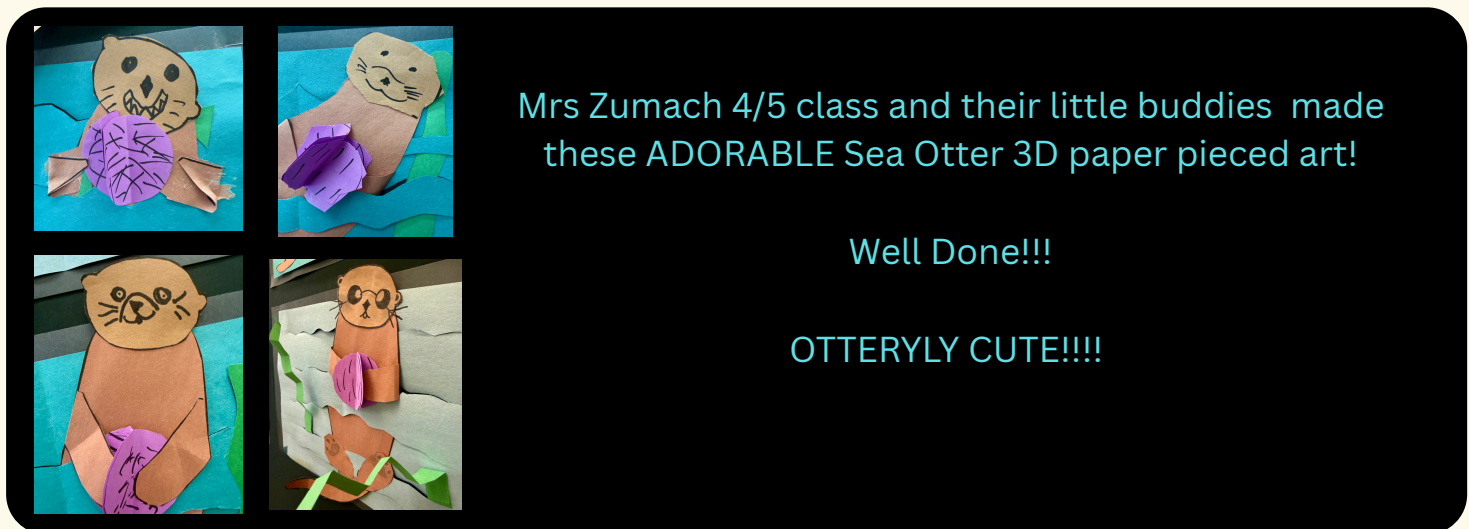 Mrs Zumach 4/5 class and their little buddies  made
these ADORABLE Sea Otter 3D paper pieced art!
Well Done!!!
OTTERYLY CUTE!!!!